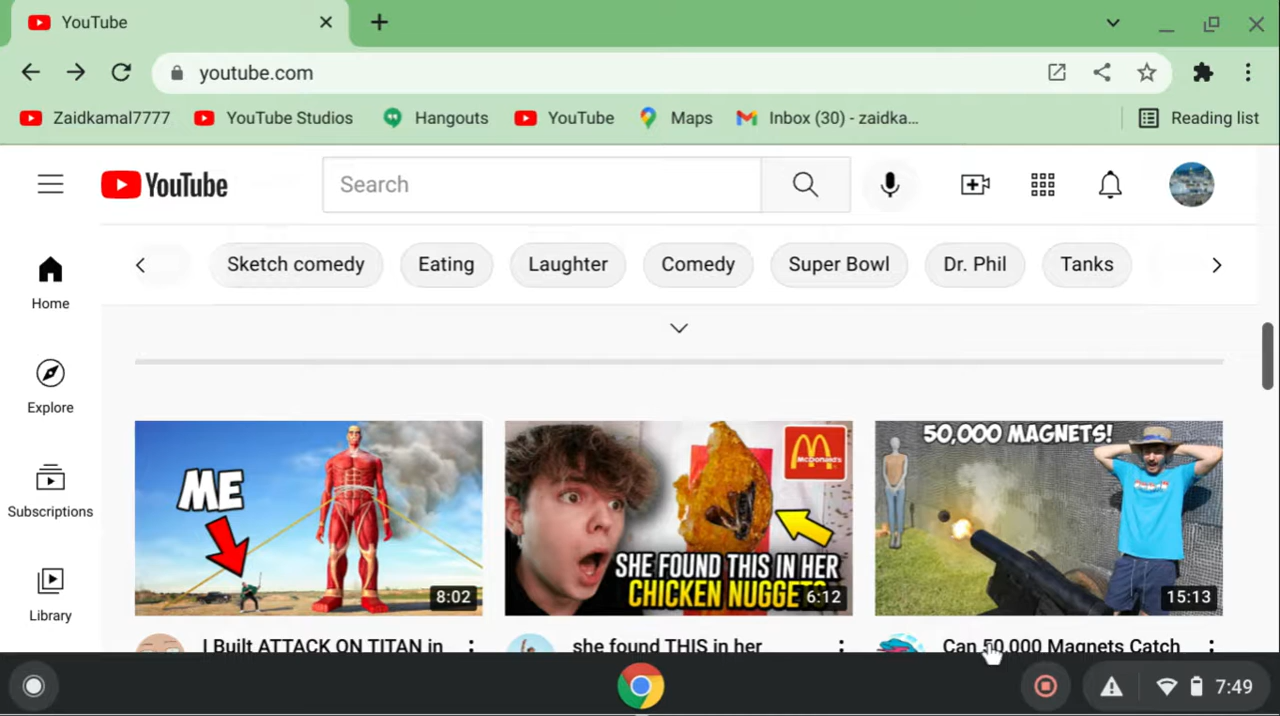 YouTube
youtube.com
Zaidkamal7777 YouTube Studios Hangouts YouTube Maps Inbox (30) - zaidka... Reading list
YouTube Search
Sketch comedy Eating Laughter Comedy Super Bowl Dr. Phil Tanks
Home
Explore
Subscriptions
Library
ME
8:02
McDonald's
SHE FOUND THIS IN HER
CHICKEN
6:12
50,000 MAGNETS!
15:13
I Built ATTACK ON TITAN in
she found THIS in her
Can 50,000 Magnets Catch
7:49